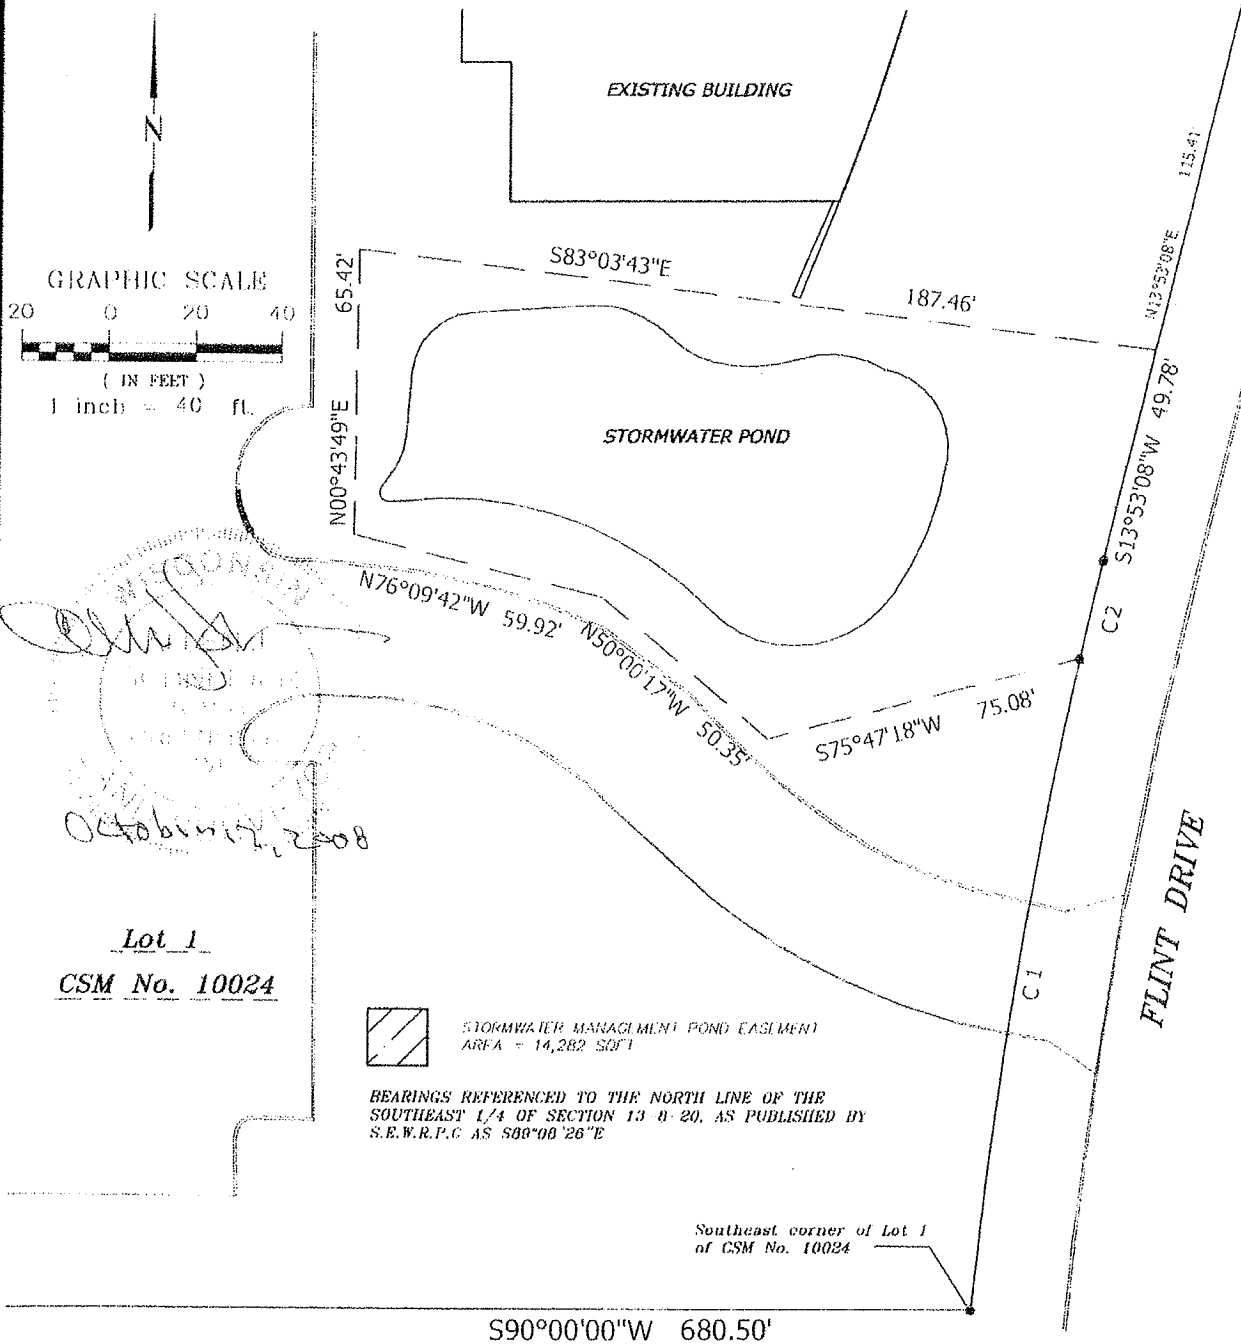 N
EXISTING BUILDING
115.41'
N13°53'08"E
S83°03'43"E
187.46'
65.42'
N00°43'49"E
GRAPHIC SCALE
20 0 20 40
( IN FEET )
1 inch = 40 ft.
STORMWATER POND
S13°53'08"W 49.78'
C2
N76°09'42"W 59.92'
N50°00'17"W 50.35'
S75°47'18"W 75.08'
WISCONSIN
October 17, 2008
FLINT DRIVE
C1
Lot 1
CSM No. 10024
STORMWATER MANAGEMENT POND EASEMENT
AREA = 14,282 SQFT
BEARINGS REFERENCED TO THE NORTH LINE OF THE
SOUTHEAST 1/4 OF SECTION 13-8-20, AS PUBLISHED BY
S.E.W.R.P.C AS S89°08'26"E
Southeast corner of Lot 1
of CSM No. 10024
S90°00'00"W 680.50'